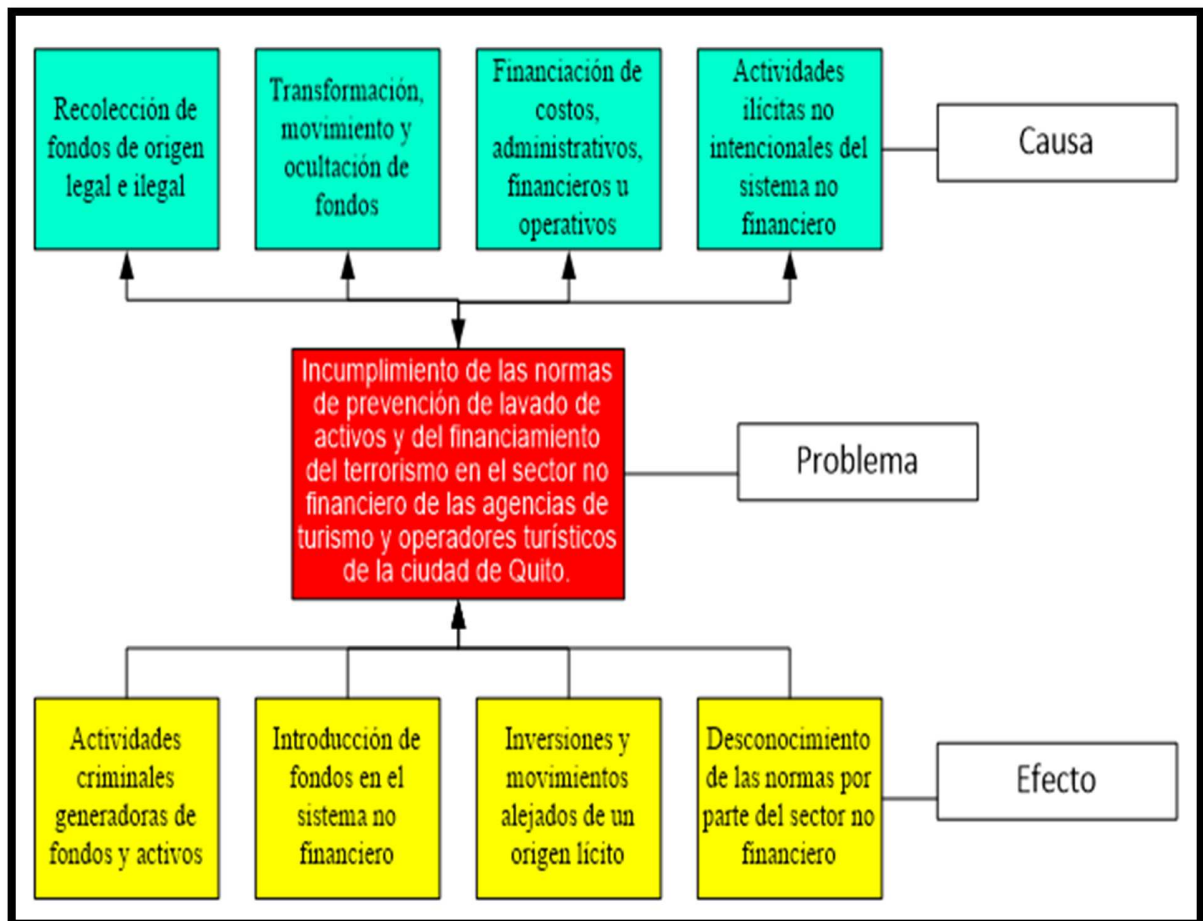 Recolección de
fondos de origen
legal e ilegal
Transformación,
movimiento y
ocultación de
fondos
Financiación de
costos,
administrativos,
financieros u
operativos
Actividades
ilícitas no
intencionales del
sistema no
financiero
Causa
Incumplimiento de las normas
de prevención de lavado de
activos y del financiamiento
del terrorismo en el sector no
financiero de las agencias de
turismo y operadores turísticos
de la ciudad de Quito.
Problema
Actividades
criminales
generadoras de
fondos y activos
Introducción de
fondos en el
sistema no
financiero
Inversiones y
movimientos
alejados de un
origen lícito
Desconocimiento
de las normas por
parte del sector no
financiero
Efecto